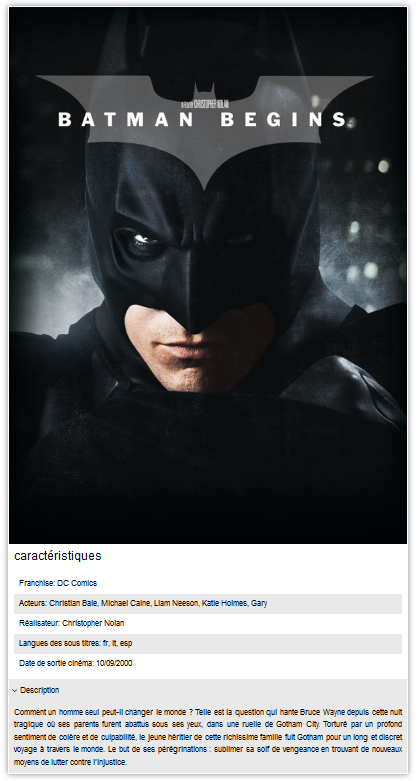 UN FILM DE CHRISTOPHER NOLAN
BATMAN BEGINS
caractéristiques
Franchise: DC Comics
Acteurs: Christian Bale, Michael Caine, Liam Neeson, Katie Holmes, Gary
Réalisateur: Christopher Nolan
Langues des sous titres: fr, it, esp
Date de sortie cinéma: 10/09/2000
Description
Comment un homme seul peut-il changer le monde ? Telle est la question qui hante Bruce Wayne depuis cette nuit
tragique où ses parents furent abattus sous ses yeux, dans une ruelle de Gotham City. Torturé par un profond
sentiment de colère et de culpabilité, le jeune héritier de cette richissime famille fuit Gotham pour un long et discret
voyage à travers le monde. Le but de ses pérégrinations : sublimer sa soif de vengeance en trouvant de nouveaux
moyens de lutter contre l'injustice.